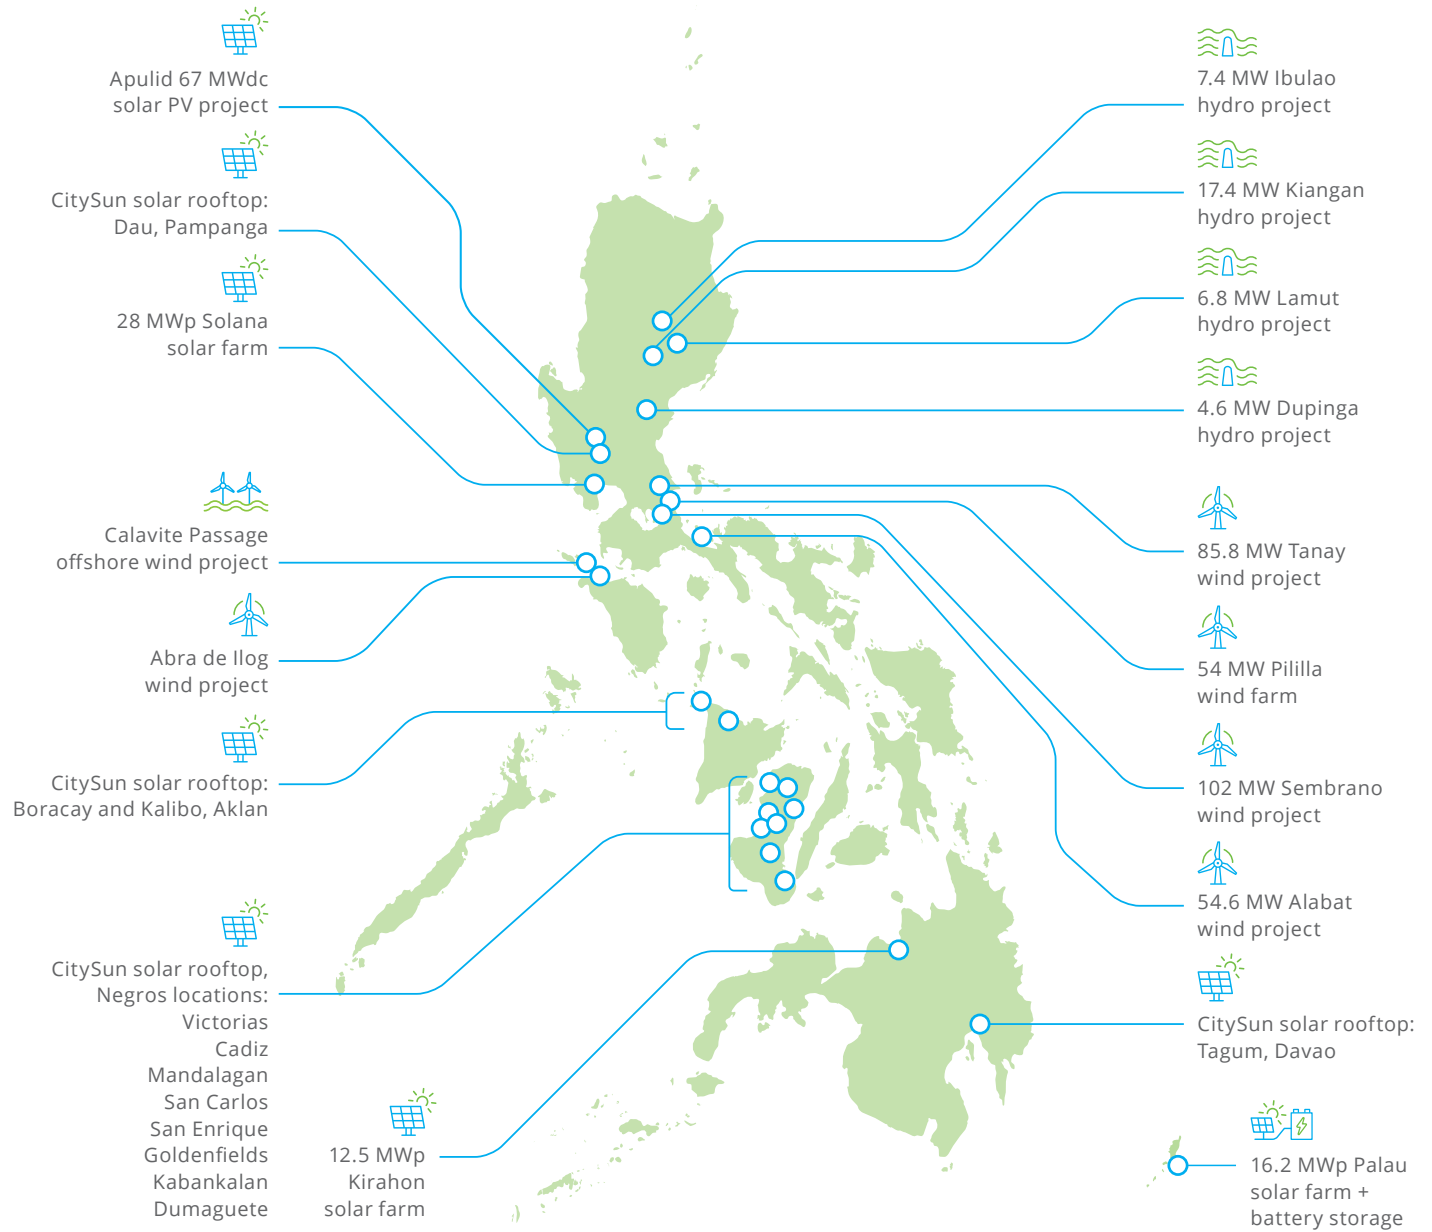 Apulid 67 MWdc
solar PV project
CitySun solar rooftop:
Dau, Pampanga
28 MWp Solana
solar farm
Calavite Passage
offshore wind project
Abra de Ilog
wind project
CitySun solar rooftop:
Boracay and Kalibo, Aklan
CitySun solar rooftop,
Negros locations:
Victorias
Cadiz
Mandalagan
San Carlos
San Enrique
Goldenfields
Kabankalan
Dumaguete
12.5 MWp
Kirahon
solar farm
7.4 MW Ibulao
hydro project
17.4 MW Kiangan
hydro project
6.8 MW Lamut
hydro project
4.6 MW Dupinga
hydro project
85.8 MW Tanay
wind project
54 MW Pililla
wind farm
102 MW Sembrano
wind project
54.6 MW Alabat
wind project
CitySun solar rooftop:
Tagum, Davao
16.2 MWp Palau
solar farm +
battery storage